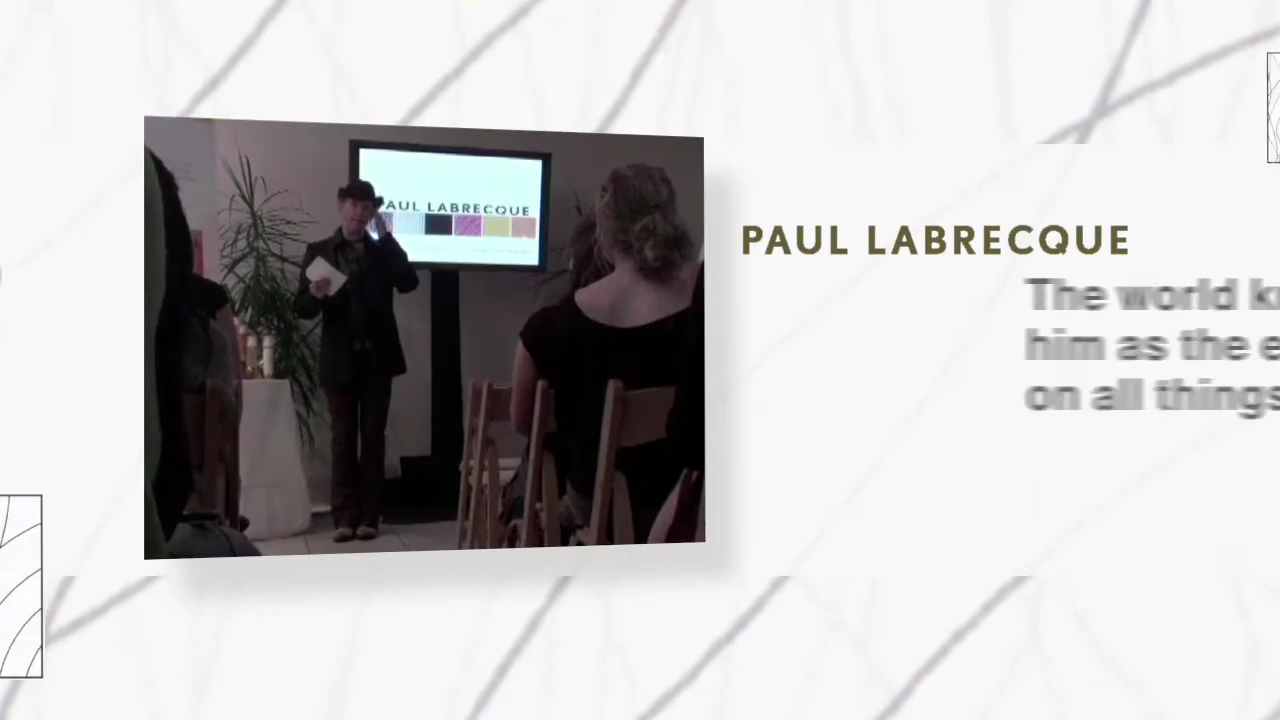 PAUL LABRECQUE
PAUL LABRECQUE
The world
him as the
on all things